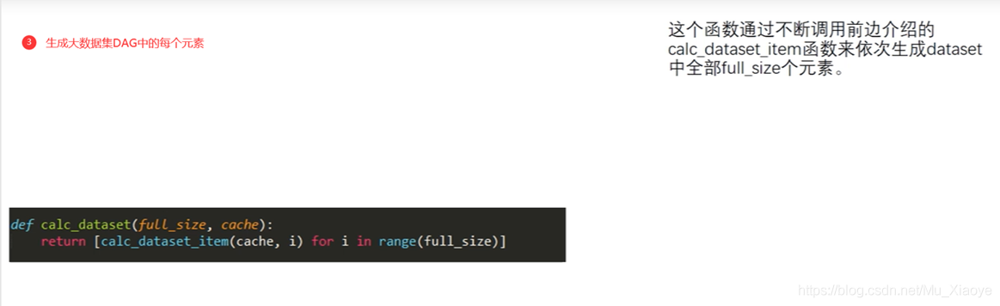 3 生成大数据集DAG中的每个元素
这个函数通过不断调用前边介绍的
calc_dataset_item函数来依次生成dataset
中全部full_size个元素。
def calc_dataset(full_size, cache):
    return [calc_dataset_item(cache, i) for i in range(full_size)]
https://blog.csdn.net/Mu_Xiaoye